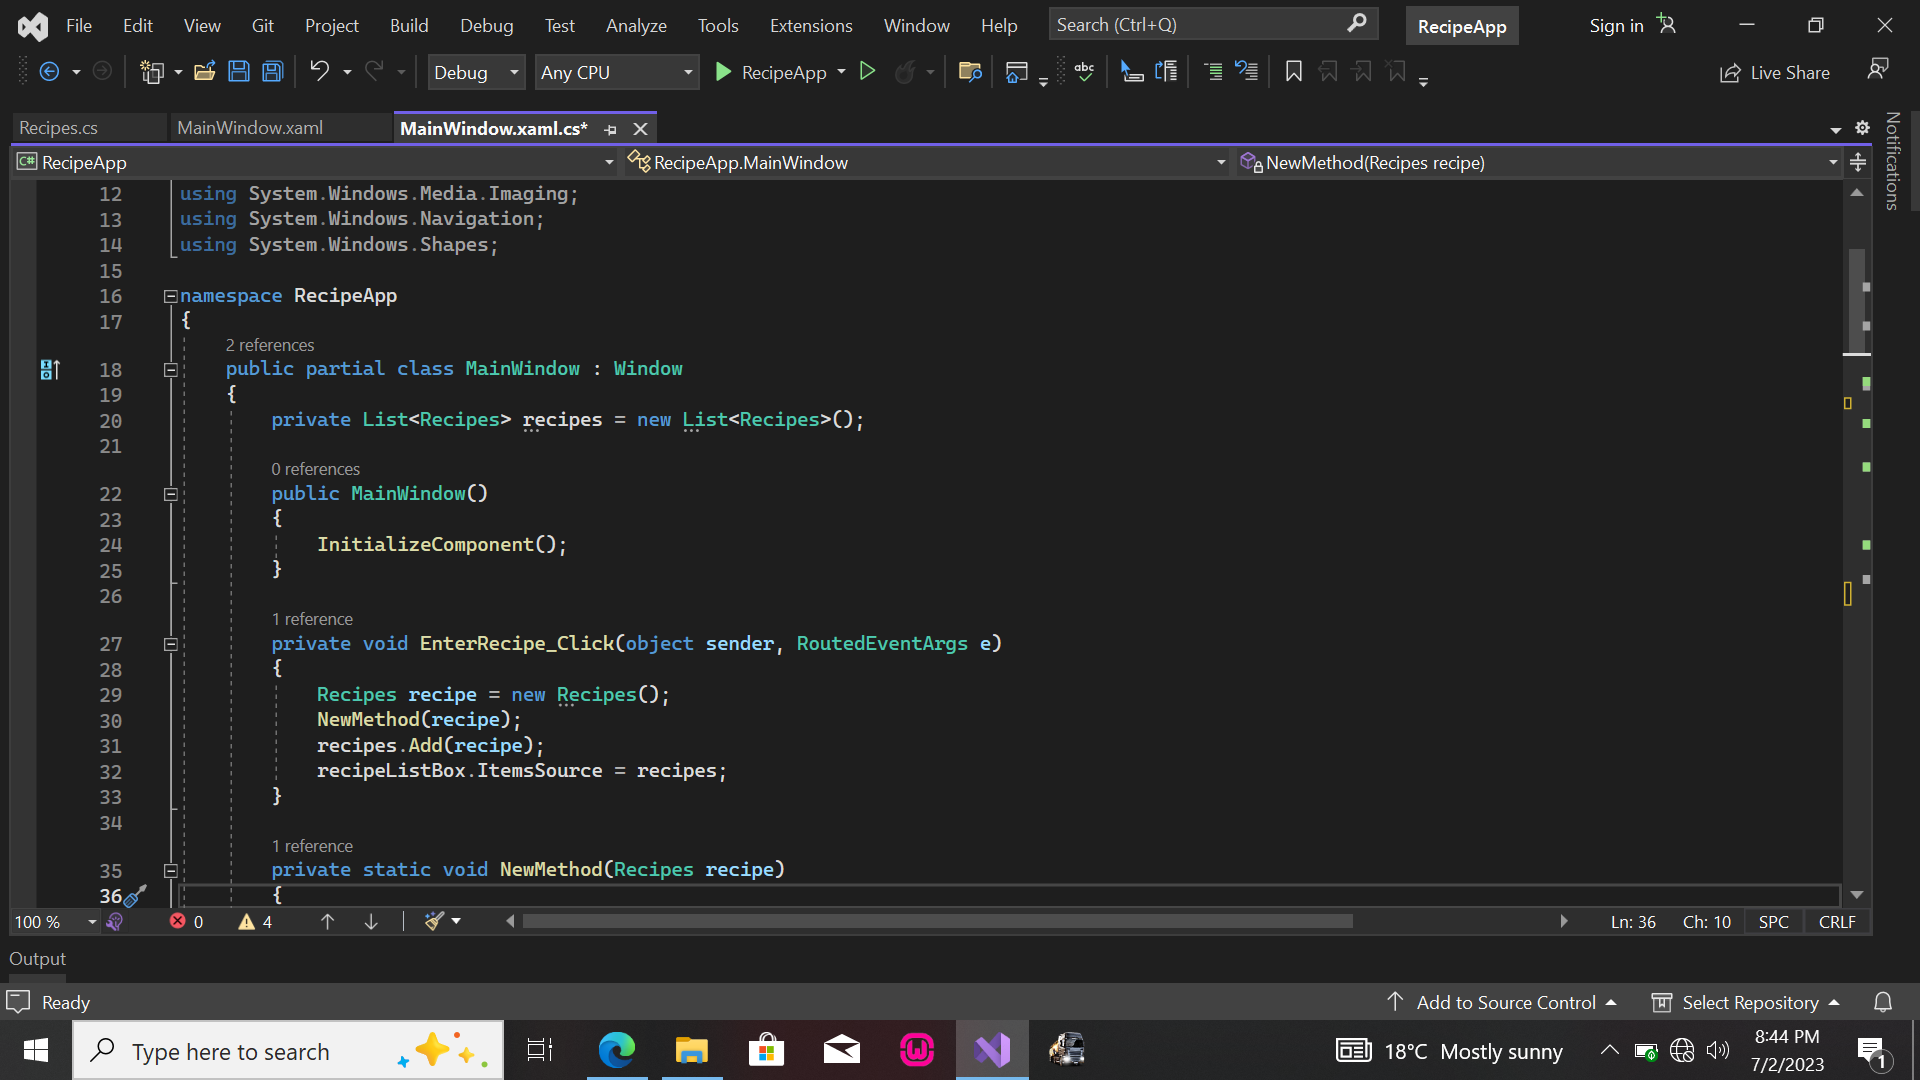 File Edit View Git Project Build Debug Test Analyze Tools Extensions Window Help Search (Ctrl+Q) RecipeApp Sign in
Debug Any CPU RecipeApp abc Live Share
Recipes.cs MainWindow.xaml MainWindow.xaml.cs*
Notifications
C# RecipeApp RecipeApp.MainWindow NewMethod(Recipes recipe)
12 using System.Windows.Media.Imaging;
13 using System.Windows.Navigation;
14 using System.Windows.Shapes;
15
16 namespace RecipeApp
17 {
2 references
18 public partial class MainWindow : Window
19 {
20 private List<Recipes> recipes = new List<Recipes>();
21
0 references
22 public MainWindow()
23 {
24 InitializeComponent();
25 }
26
1 reference
27 private void EnterRecipe_Click(object sender, RoutedEventArgs e)
28 {
29 Recipes recipe = new Recipes();
30 NewMethod(recipe);
31 recipes.Add(recipe);
32 recipeListBox.ItemsSource = recipes;
33 }
34
1 reference
35 private static void NewMethod(Recipes recipe)
36 {
100 % 0 4 Ln: 36 Ch: 10 SPC CRLF
Output
Ready Add to Source Control Select Repository
Type here to search 18°C Mostly sunny 8:44 PM
7/2/2023 1